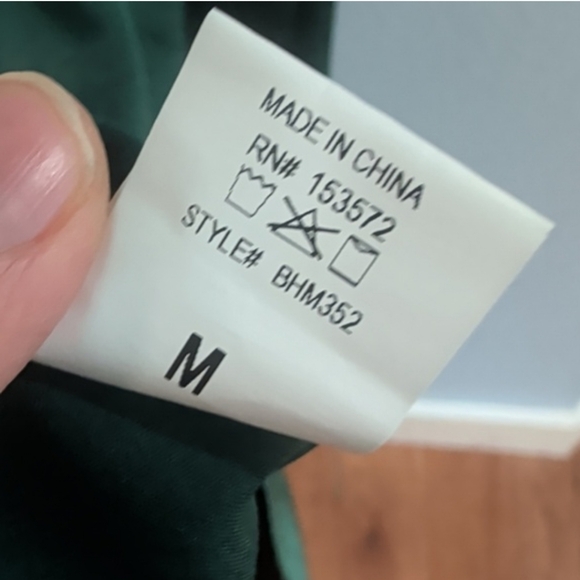 MADE IN CHINA
RN# 153572
STYLE# BHM352
M